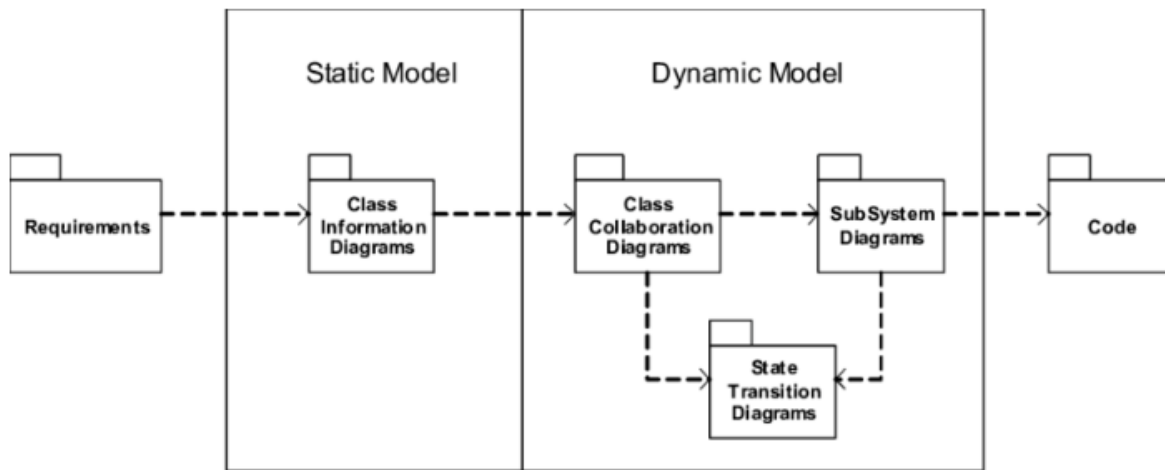 Static Model
Dynamic Model
Requirements
Class
Information
Diagrams
Class
Collaboration
Diagrams
SubSystem
Diagrams
Code
State
Transition
Diagrams